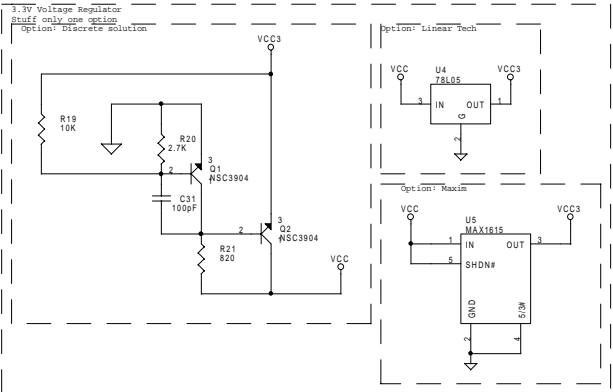 3.3V Voltage Regulator
Stuff only one option
Option: Discrete solution
VCC3
R19
10K
R20
2.7K
2
3
Q1
NSC3904
1
C31
100pF
2
3
Q2
NSC3904
1
R21
820
VCC
Option: Linear Tech
VCC
U4
78L05
VCC3
3
IN
OUT
1
G
2
Option: Maxim
VCC
U5
MAX1615
VCC3
1
IN
OUT
3
5
SHDN#
GND
5/3#
2
4